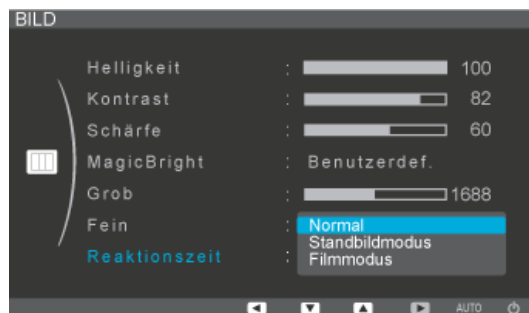 BILD
Helligkeit : 100
Kontrast : 82
Schärfe : 60
MagicBright : Benutzerdef.
Grob : 1688
Fein :
Normal
Standbildmodus
Reaktionszeit :
Filmmodus
AUTO